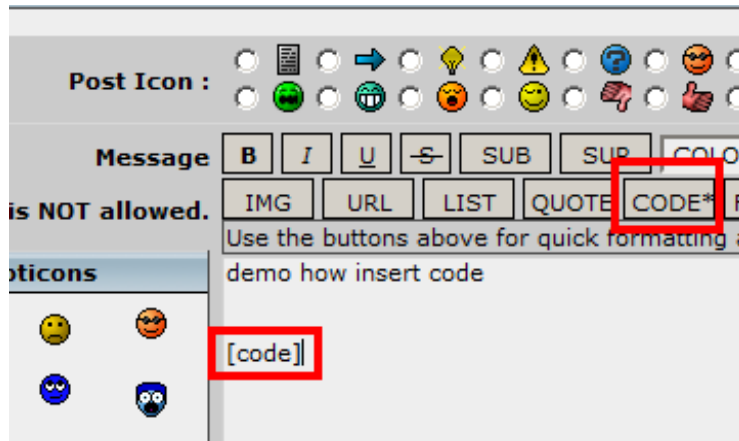 Post Icon :
Message
B I U S SUB SUP COLO
is NOT allowed.
IMG URL LIST QUOTE CODE*
Use the buttons above for quick formatting
oticons
demo how insert code
[code]